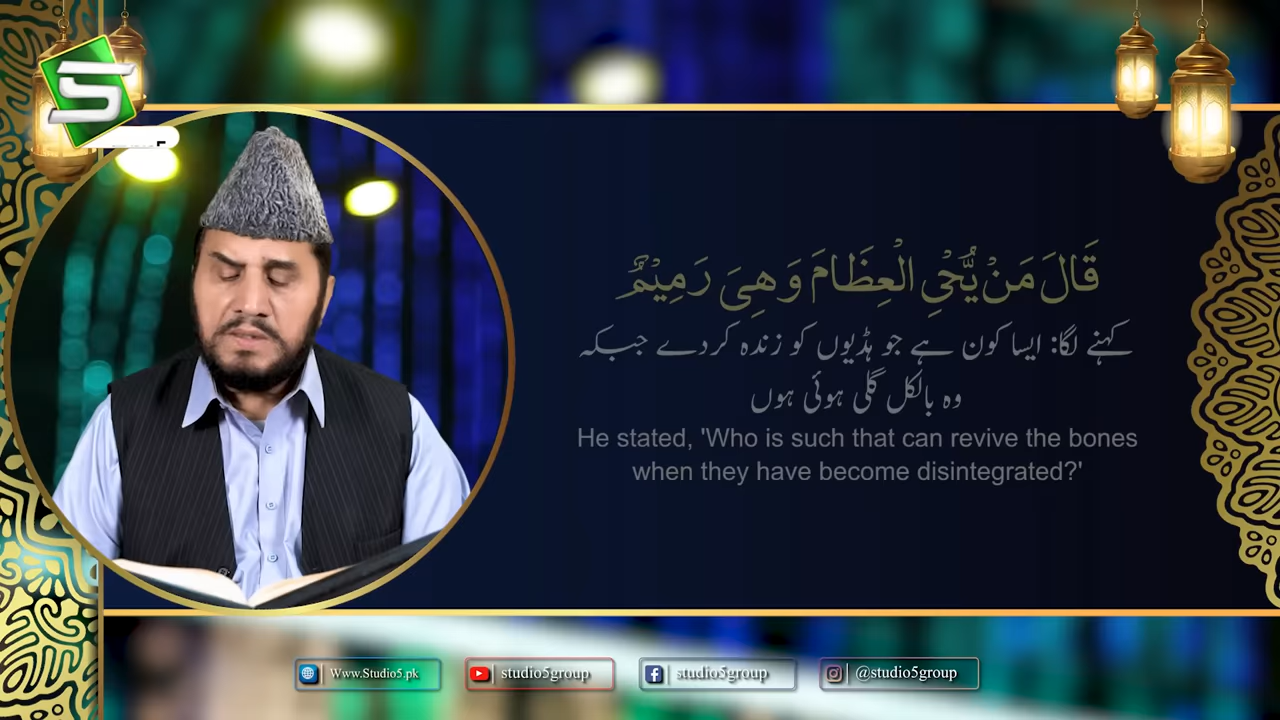 5
قَالَ مَنْ يُّحْيِ الْعِظَامَ وَ هِيَ رَمِيْمٌ
کہنے لگا: ایسا کون ہے جو ہڈیوں کو زندہ کردے جبکہ
وہ بالکل گلی ہوئی ہوں
He stated, 'Who is such that can revive the bones
when they have become disintegrated?'
Www.Studio5.pk
studio5group
studio5group
@studio5group